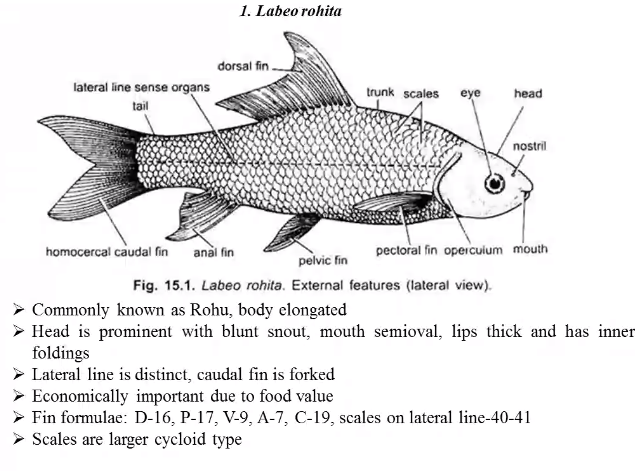 1. Labeo rohita
dorsal fin
lateral line sense organs
trunk scales eye head
tail
nostril
homocercal caudal fin anal fin pelvic fin pectoral fin operculum mouth
Fig. 15.1. Labeo rohita. External features (lateral view).
➢ Commonly known as Rohu, body elongated
➢ Head is prominent with blunt snout, mouth semioval, lips thick and has inner
foldings
➢ Lateral line is distinct, caudal fin is forked
➢ Economically important due to food value
➢ Fin formulae: D-16, P-17, V-9, A-7, C-19, scales on lateral line-40-41
➢ Scales are larger cycloid type